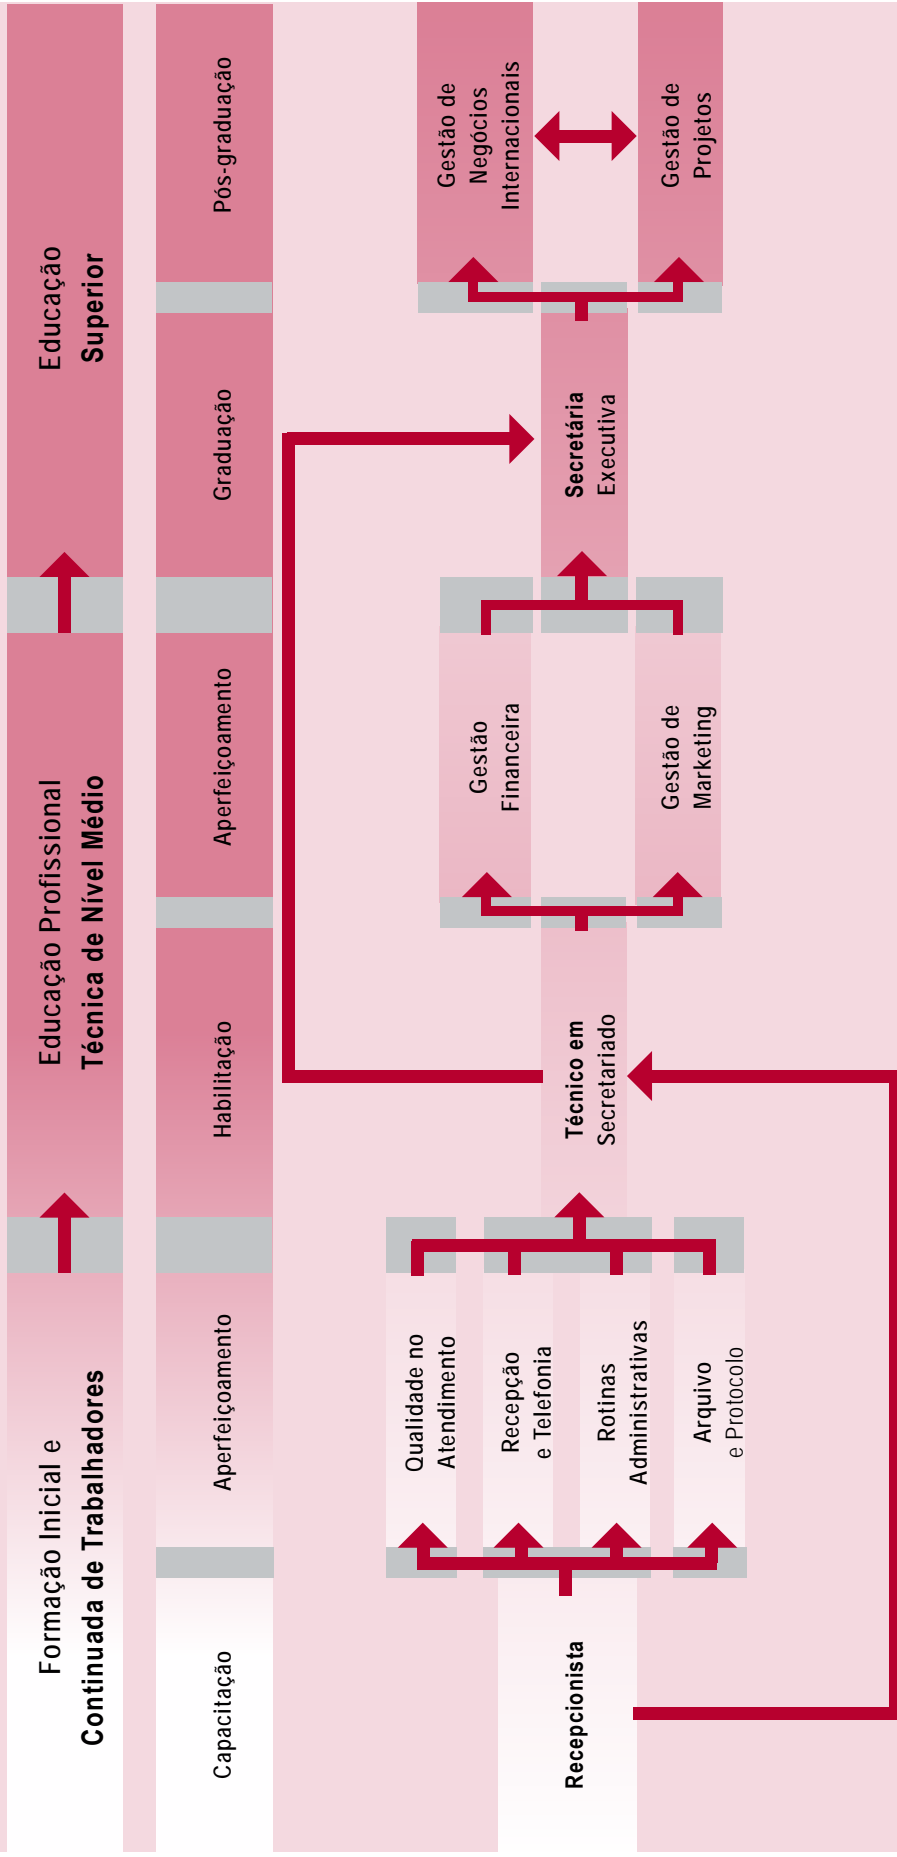 Formação Inicial e
Continuada de Trabalhadores
Educação Profissional
Técnica de Nível Médio
Educação
Superior
Capacitação
Aperfeiçoamento
Habilitação
Aperfeiçoamento
Graduação
Pós-graduação
Recepcionista
Qualidade no
Atendimento
Recepção
e Telefonia
Rotinas
Administrativas
Arquivo
e Protocolo
Técnico em
Secretariado
Gestão
Financeira
Gestão de
Marketing
Secretária
Executiva
Gestão de
Negócios
Internacionais
Gestão de
Projetos